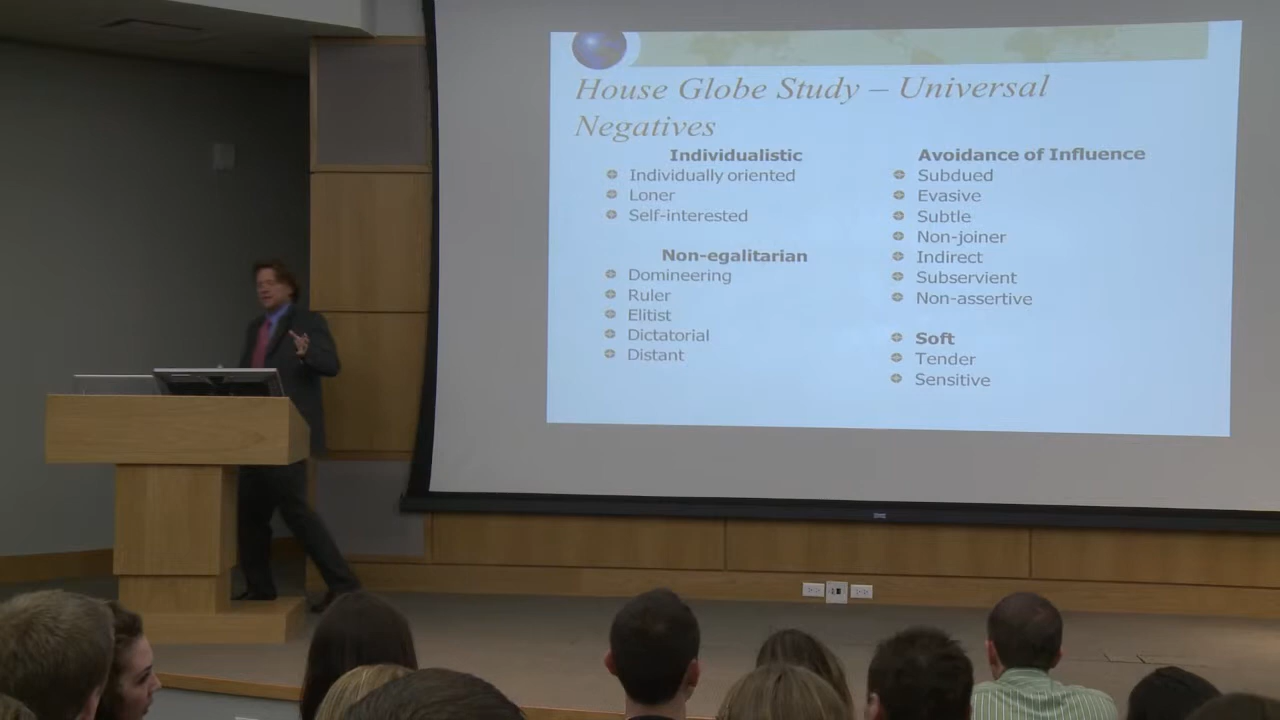 House Globe Study – Universal
Negatives
Individualistic
Individually oriented
Loner
Self-interested
Non-egalitarian
Domineering
Ruler
Elitist
Dictatorial
Distant
Avoidance of Influence
Subdued
Evasive
Subtle
Non-joiner
Indirect
Subservient
Non-assertive
Soft
Tender
Sensitive